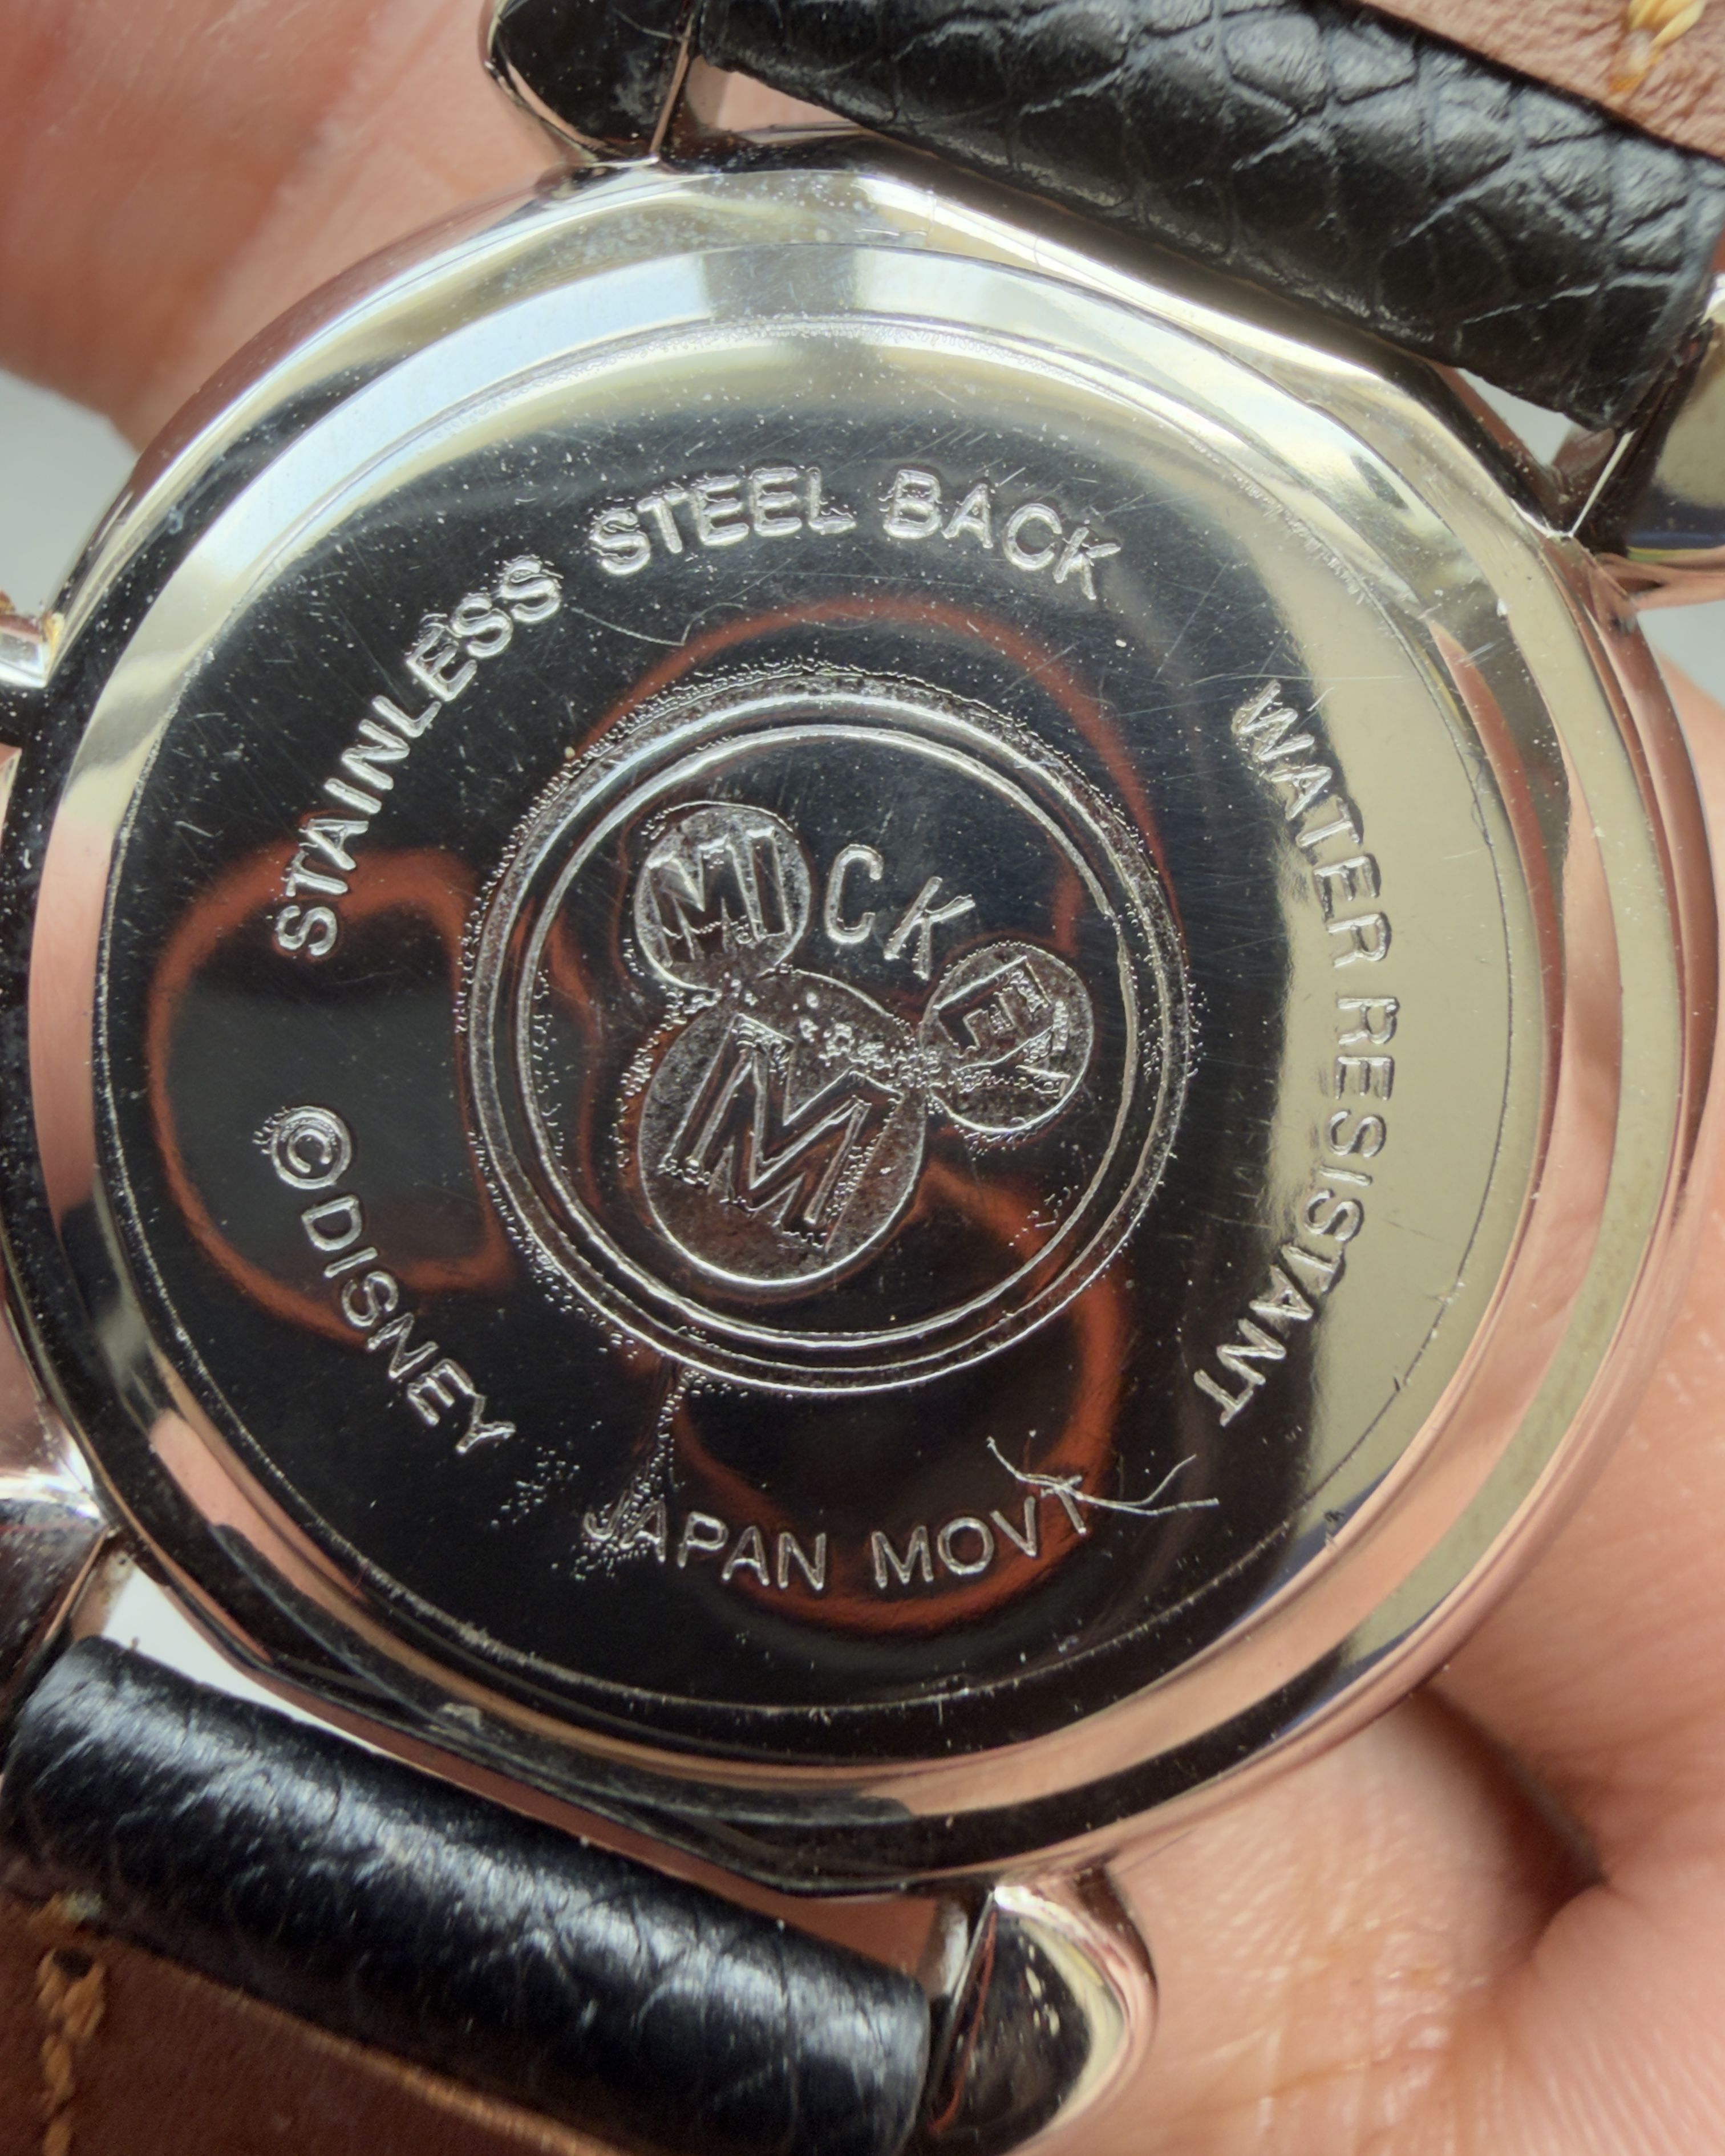 STAINLESS STEEL BACK
WATER RESISTANT
JAPAN MOVT
©DISNEY
MICKEY
M